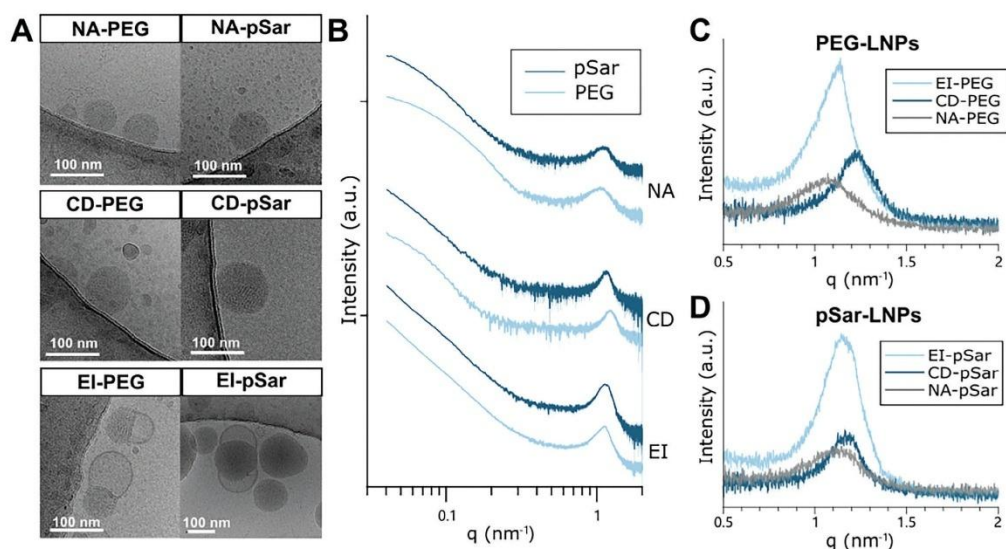 A
NA-PEG
NA-pSar
100 nm
100 nm
CD-PEG
CD-pSar
100 nm
100 nm
EI-PEG
EI-pSar
100 nm
100 nm
B
pSar
PEG
NA
CD
EI
Intensity (a.u.)
0.1
1
q (nm⁻¹)
C
PEG-LNPs
EI-PEG
CD-PEG
NA-PEG
Intensity (a.u.)
0.5
1
1.5
2
q (nm⁻¹)
D
pSar-LNPs
EI-pSar
CD-pSar
NA-pSar
Intensity (a.u.)
0.5
1
1.5
2
q (nm⁻¹)